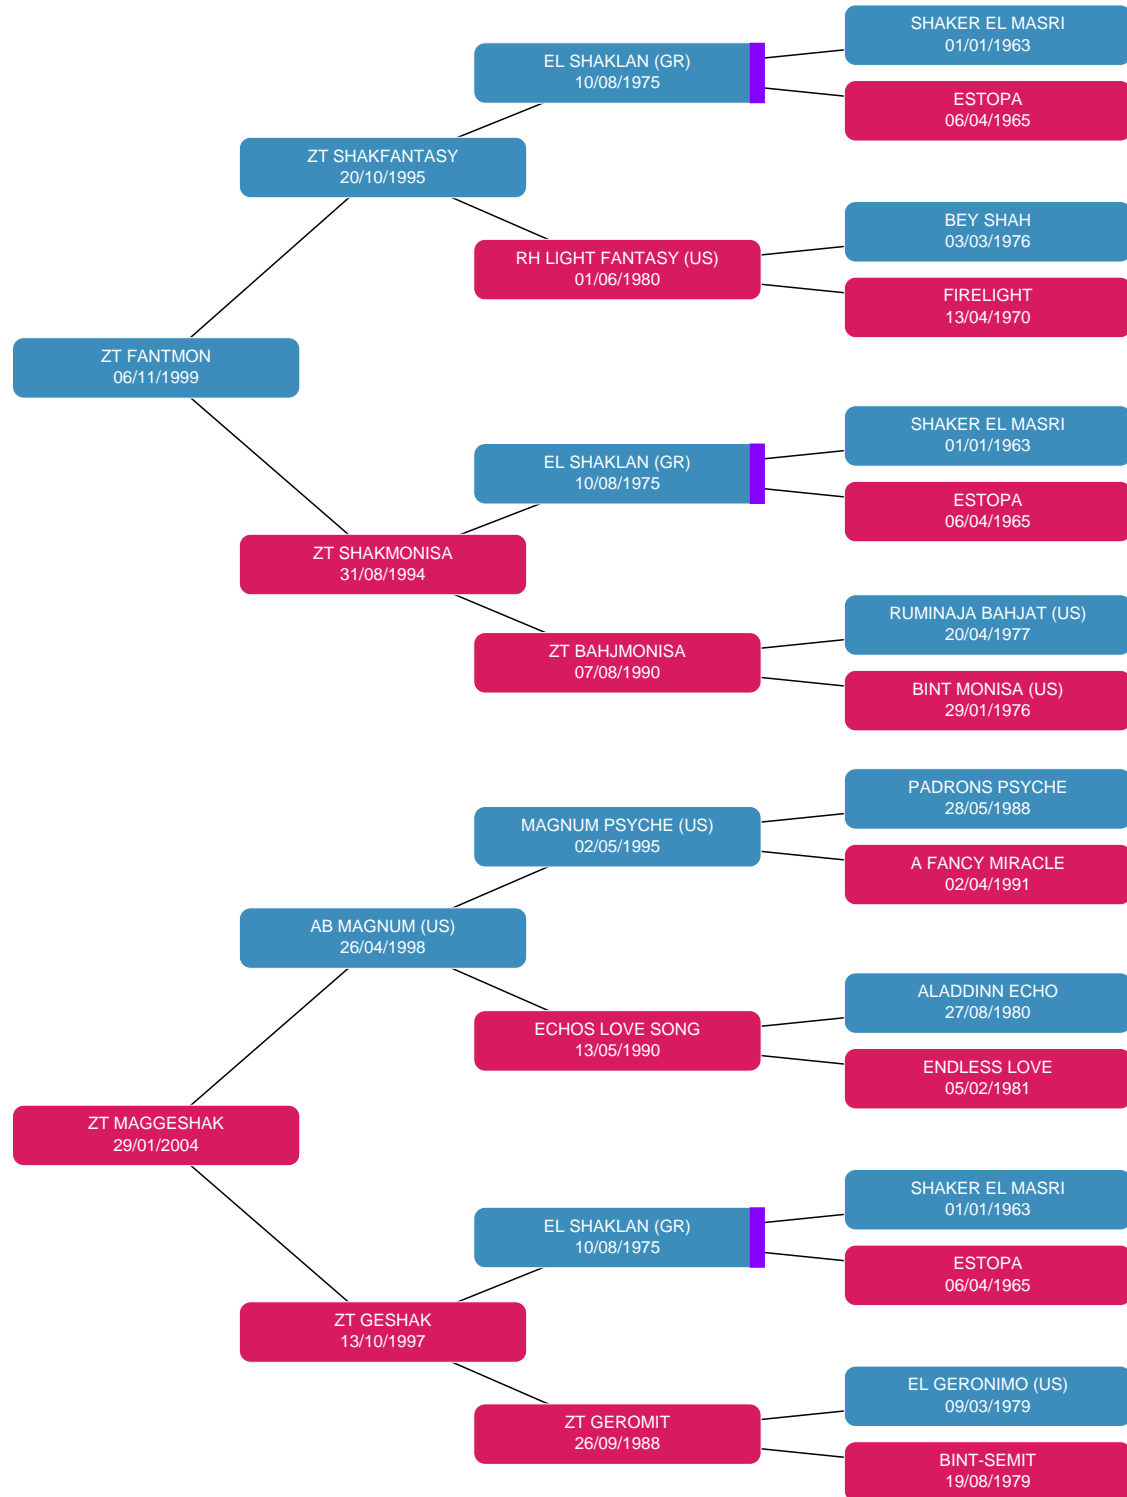 SHAKER EL MASRI
01/01/1963
EL SHAKLAN (GR)
10/08/1975
ESTOPA
06/04/1965
ZT SHAKFANTASY
20/10/1995
BEY SHAH
03/03/1976
RH LIGHT FANTASY (US)
01/06/1980
FIRELIGHT
13/04/1970
ZT FANTMON
06/11/1999
SHAKER EL MASRI
01/01/1963
EL SHAKLAN (GR)
10/08/1975
ESTOPA
06/04/1965
ZT SHAKMONISA
31/08/1994
RUMINAJA BAHJAT (US)
20/04/1977
ZT BAHJMONISA
07/08/1990
BINT MONISA (US)
29/01/1976
PADRONS PSYCHE
28/05/1988
MAGNUM PSYCHE (US)
02/05/1995
A FANCY MIRACLE
02/04/1991
AB MAGNUM (US)
26/04/1998
ALADDINN ECHO
27/08/1980
ECHOS LOVE SONG
13/05/1990
ENDLESS LOVE
05/02/1981
ZT MAGGESHAK
29/01/2004
SHAKER EL MASRI
01/01/1963
EL SHAKLAN (GR)
10/08/1975
ESTOPA
06/04/1965
ZT GESHAK
13/10/1997
EL GERONIMO (US)
09/03/1979
ZT GEROMIT
26/09/1988
BINT-SEMIT
19/08/1979